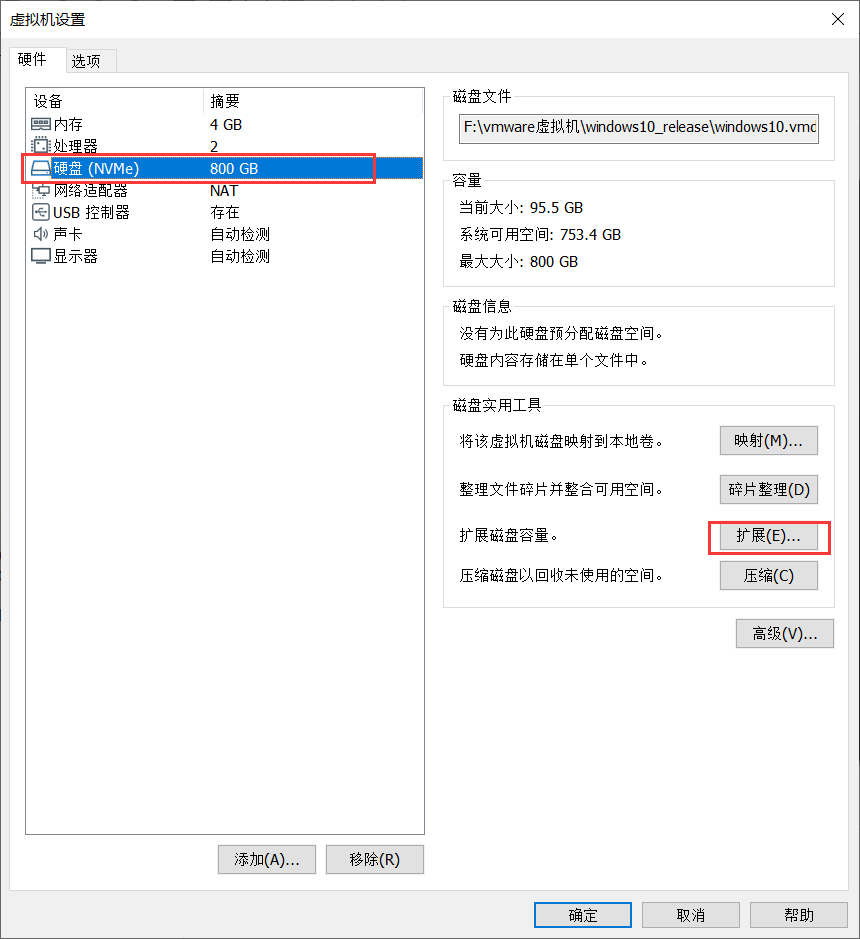 虚拟机设置
硬件 选项
设备 摘要
内存 4 GB
处理器 2
硬盘 (NVMe) 800 GB
网络适配器 NAT
USB 控制器 存在
声卡 自动检测
显示器 自动检测
添加(A)... 移除(R)
磁盘文件
F:\vmware虚拟机\windows10_release\windows10.vmd
容量
当前大小: 95.5 GB
系统可用空间: 753.4 GB
最大大小: 800 GB
磁盘信息
没有为此硬盘预分配磁盘空间。
硬盘内容存储在单个文件中。
磁盘实用工具
将该虚拟机磁盘映射到本地卷。 映射(M)...
整理文件碎片并整合可用空间。 碎片整理(D)
扩展磁盘容量。 扩展(E)...
压缩磁盘以回收未使用的空间。 压缩(C)
高级(V)...
确定 取消 帮助